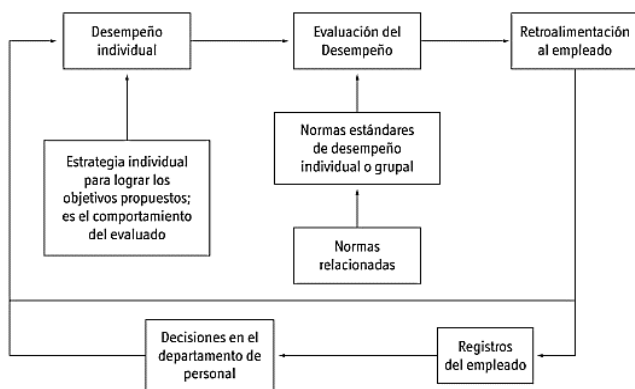 Desempeño
individual
Evaluación del
Desempeño
Retroalimentación
al empleado
Estrategia individual
para lograr los
objetivos propuestos;
es el comportamiento
del evaluado
Normas estándares
de desempeño
individual o grupal
Normas
relacionadas
Decisiones en el
departamento de
personal
Registros
del empleado